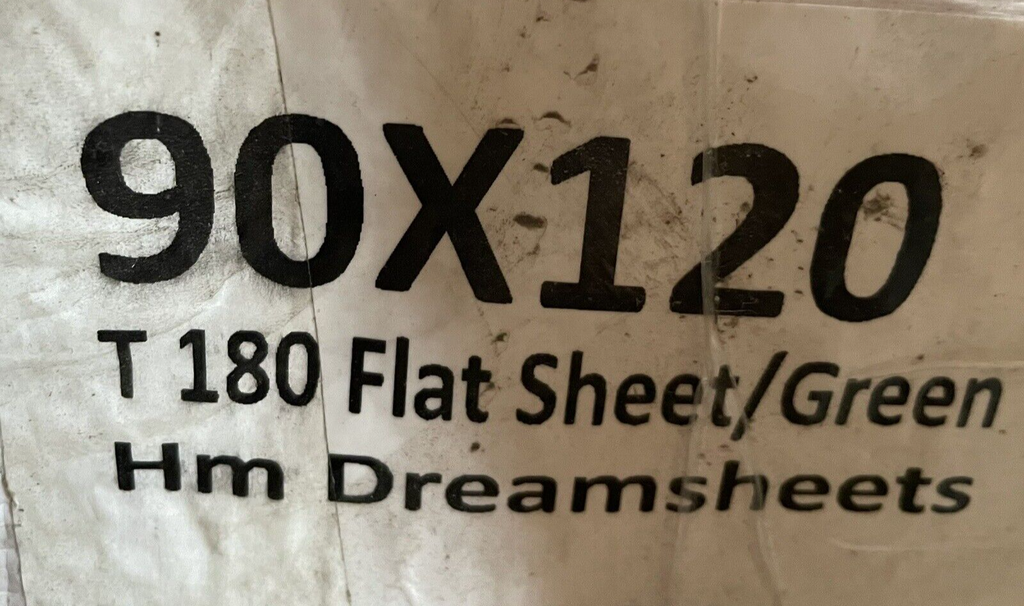 90X120
T 180 Flat Sheet/Green
Hm Dreamsheets